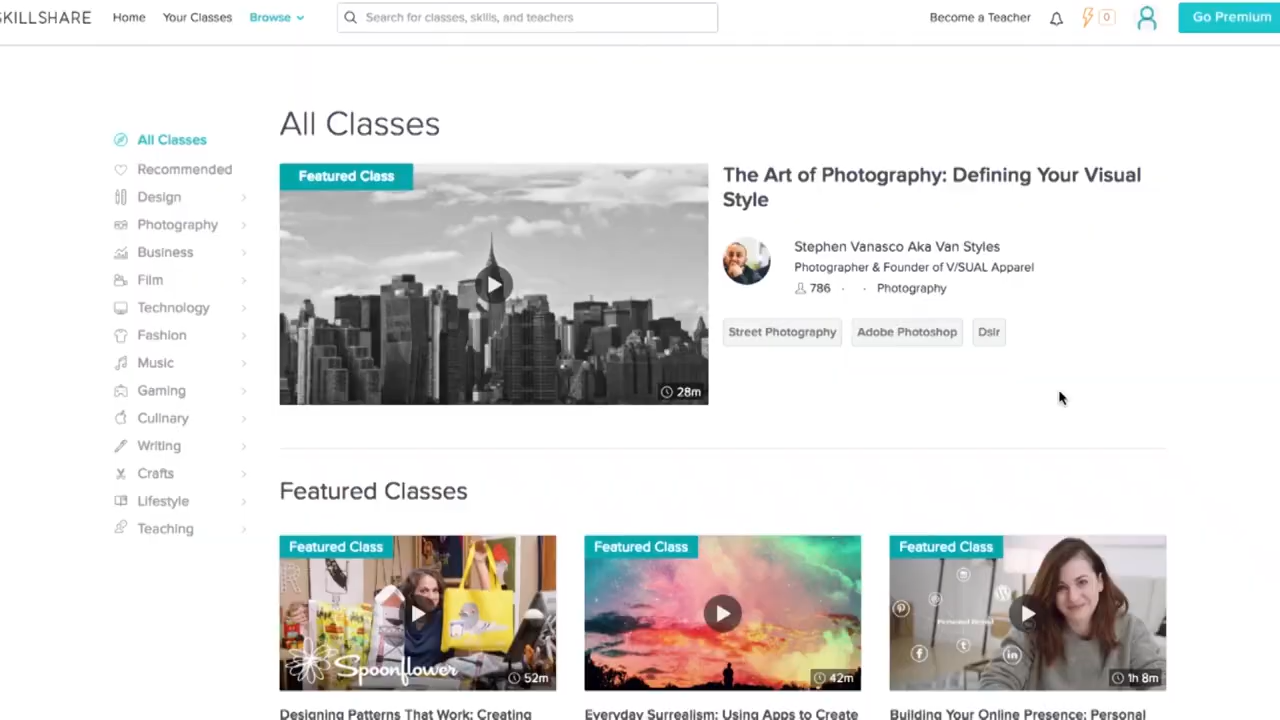 SKILLSHARE
Home
Your Classes
Browse
Search for classes, skills, and teachers
Become a Teacher
0
Go Premium
All Classes
Recommended
Design
Photography
Business
Film
Technology
Fashion
Music
Gaming
Culinary
Writing
Crafts
Lifestyle
Teaching
All Classes
Featured Class
28m
The Art of Photography: Defining Your Visual
Style
Stephen Vanasco Aka Van Styles
Photographer & Founder of V/SUAL Apparel
786 · · Photography
Street Photography
Adobe Photoshop
Dslr
Featured Classes
Featured Class
Spoonflower
52m
Designing Patterns That Work: Creating
Featured Class
42m
Everyday Surrealism: Using Apps to Create
Featured Class
Personal Brand
1h 8m
Building Your Online Presence: Personal